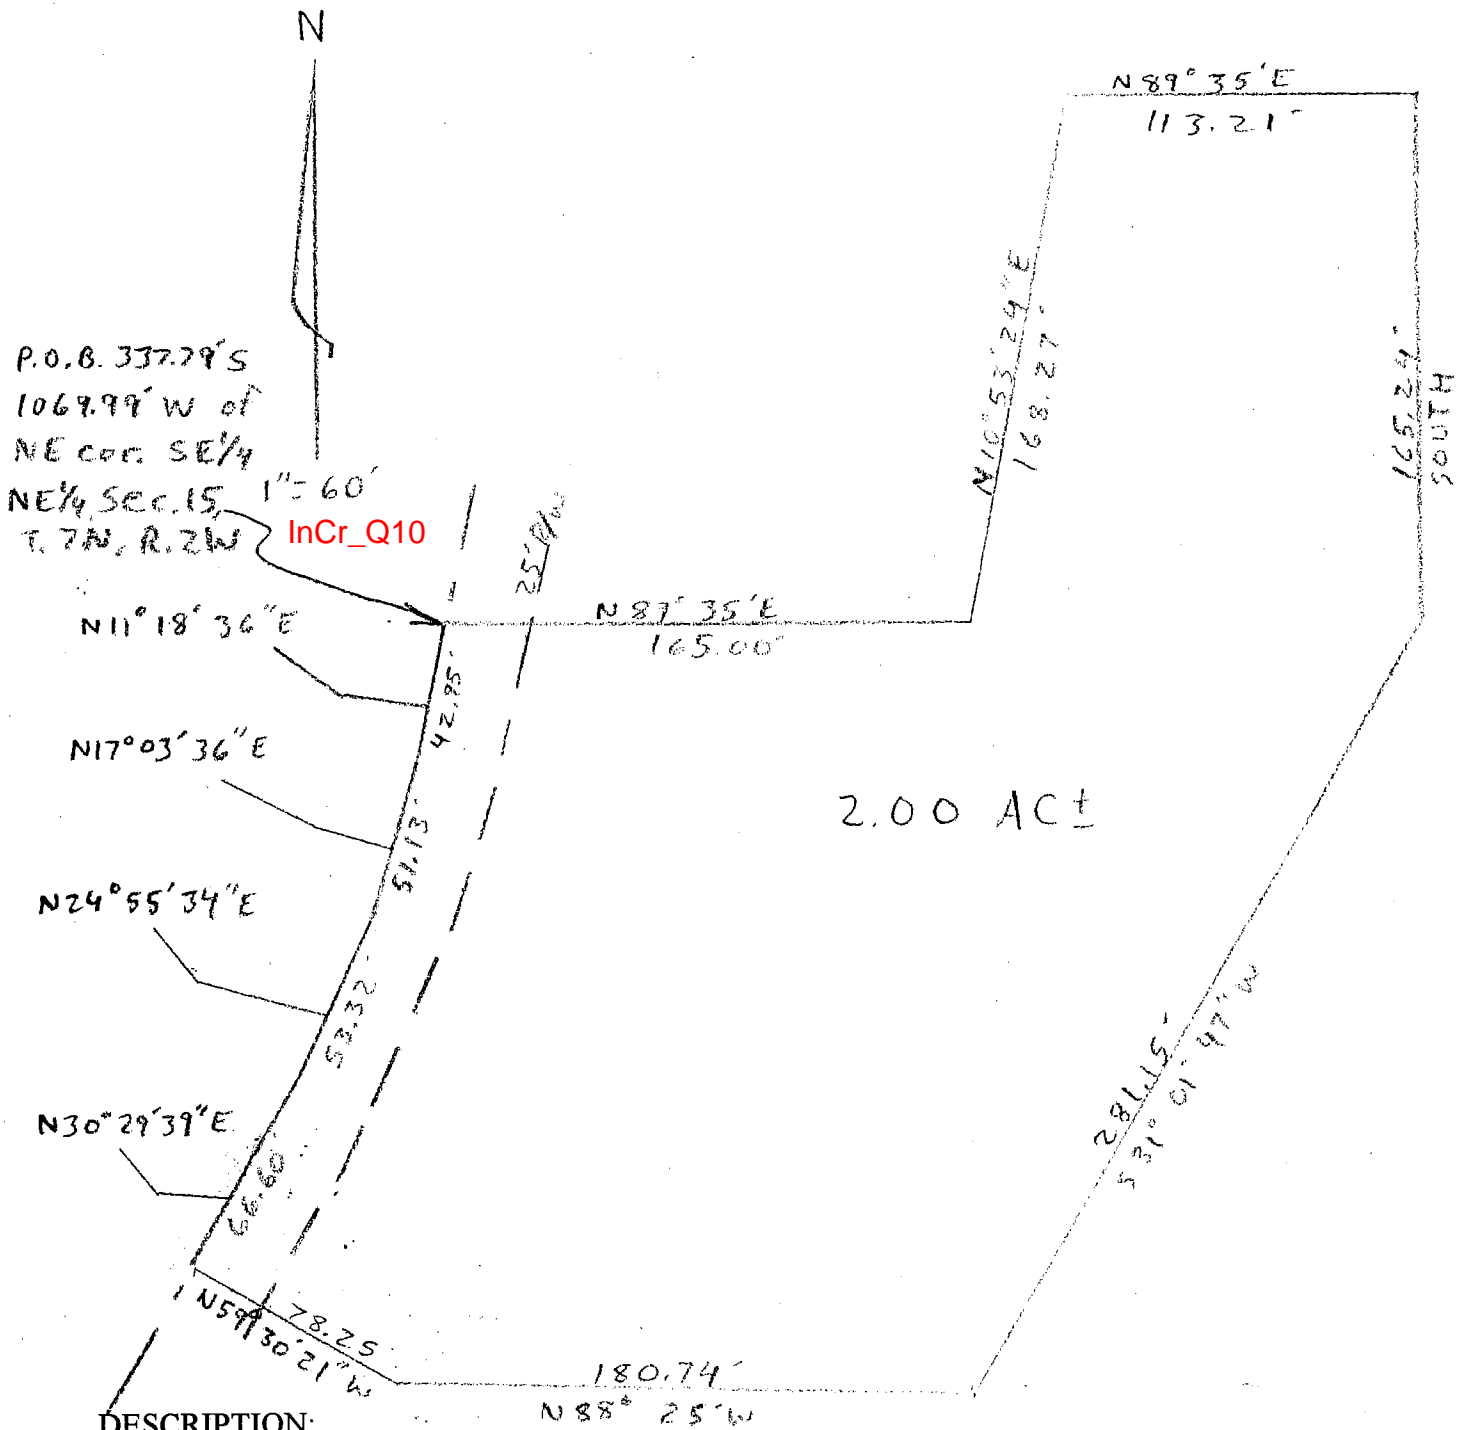 N
N89°35'E
113.21'
N10°53'24"E
168.27'
165.24'
SOUTH
P.O.B. 337.79'S
1069.99' W of
NE cor. SE1/4
NE1/4, Sec. 15,
T. 7N, R. 2W
1"=60'
InCr_Q10
25' R/W
N89°35'E
165.00'
N11°18'36"E
42.95'
N17°03'36"E
51.13'
2.00 AC±
N24°55'34"E
53.32'
281.15'
S31°01'47"W
N30°29'39"E
66.60'
78.25
N59°30'21"W
180.74'
N88°25'W
DESCRIPTION: